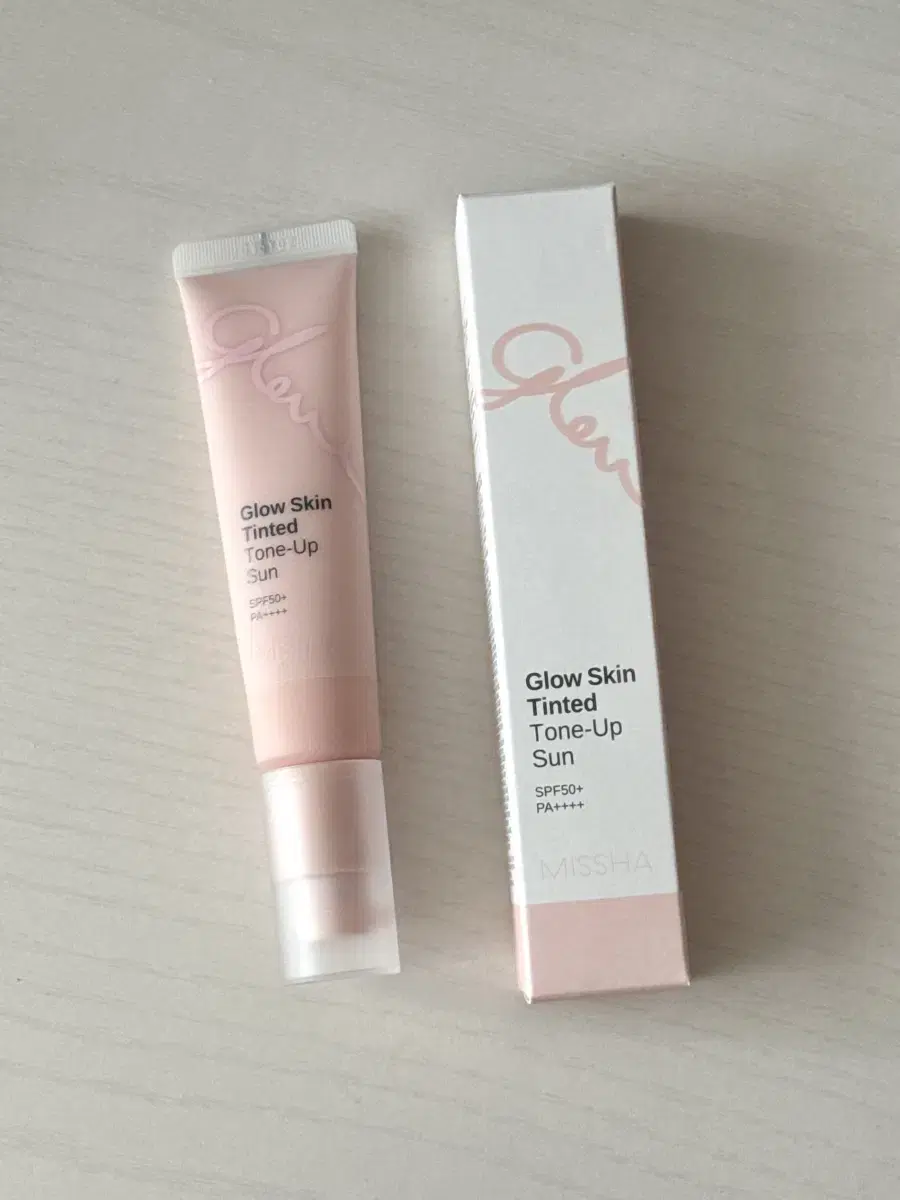 Glow
Glow Skin
Tinted
Tone-Up
Sun
SPF50+
PA++++
MISSHA
Glow
Glow Skin
Tinted
Tone-Up
Sun
SPF50+
PA++++
MISSHA